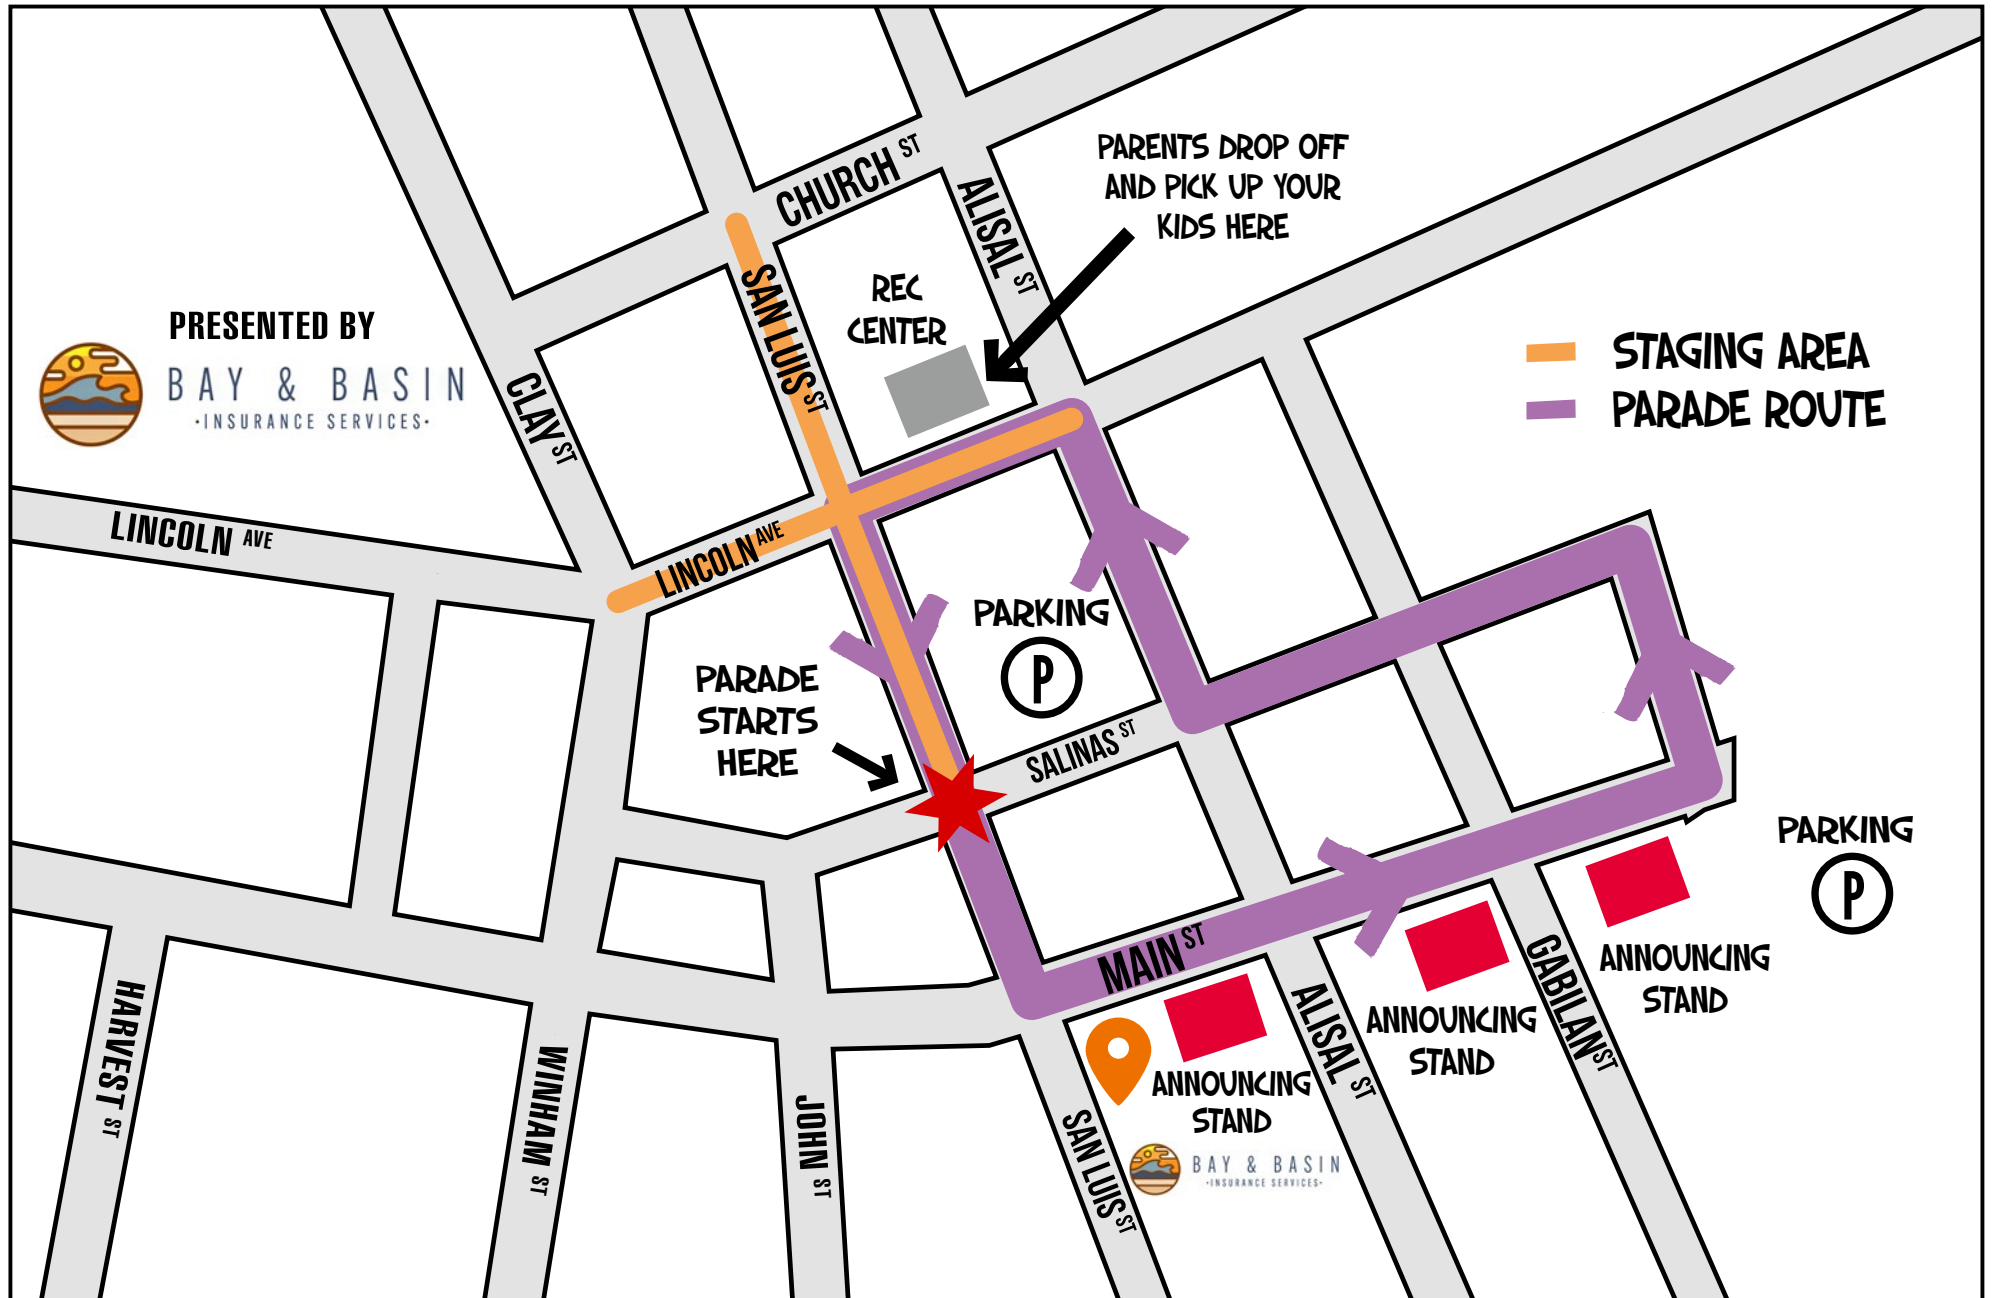 CHURCH ST
ALISAL ST
PARENTS DROP OFF
AND PICK UP YOUR
KIDS HERE
SAN LUIS ST
REC
CENTER
PRESENTED BY
BAY & BASIN
·INSURANCE SERVICES·
STAGING AREA
PARADE ROUTE
CLAY ST
LINCOLN AVE
LINCOLN AVE
PARKING
P
PARADE
STARTS
HERE
SALINAS ST
PARKING
P
MAIN ST
ANNOUNCING
STAND
GABILAN ST
ANNOUNCING
STAND
ALISAL ST
ANNOUNCING
STAND
BAY & BASIN
·INSURANCE SERVICES·
HARVEST ST
WINHAM ST
JOHN ST
SAN LUIS ST